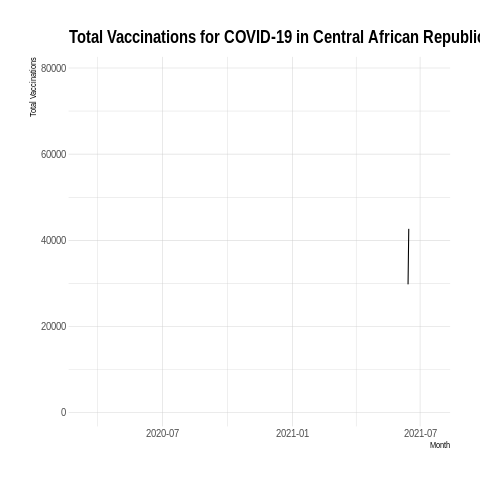 Total Vaccinations for COVID-19 in Central African Republic
Total Vaccinations
80000
60000
40000
20000
0
2020-07
2021-01
2021-07
Month